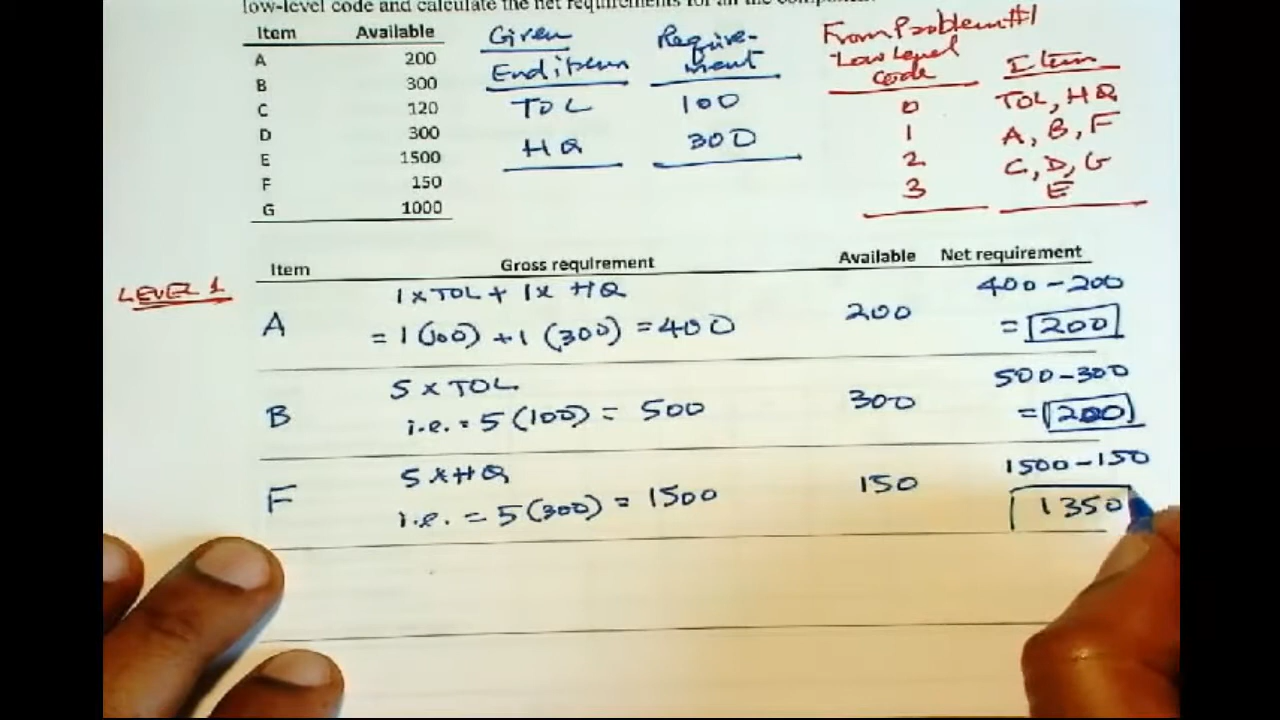 low-level code and calculate the net requirements for all the
Item Available
A 200
B 300
C 120
D 300
E 1500
F 150
G 1000
Given
End item Require-ment
TOL 100
HQ 300
From Problem #1
Low Level Code Item
0 TOL, HQ
1 A, B, F
2 C, D, G
3 E
Item Gross requirement Available Net requirement
LEVEL 1
A 1 x TOL + 1 x HQ 200 400-200
= 1(100) + 1 (300) = 400 = 200
B 5 x TOL 300 500-300
i.e. = 5 (100) = 500 = 200
F 5 x HQ 150 1500-150
i.e. = 5 (300) = 1500 1350